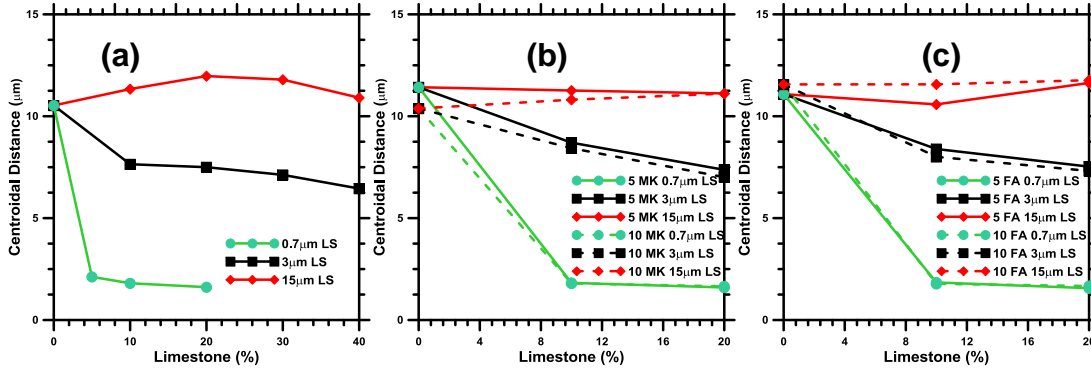 (a)
Centroidal Distance (μm)
15
10
5
0
0.7μm LS
3μm LS
15μm LS
0 10 20 30 40
Limestone (%)
(b)
Centroidal Distance (μm)
15
10
5
0
5 MK 0.7μm LS
5 MK 3μm LS
5 MK 15μm LS
10 MK 0.7μm LS
10 MK 3μm LS
10 MK 15μm LS
0 4 8 12 16 20
Limestone (%)
(c)
Centroidal Distance (μm)
15
10
5
0
5 FA 0.7μm LS
5 FA 3μm LS
5 FA 15μm LS
10 FA 0.7μm LS
10 FA 3μm LS
10 FA 15μm LS
0 4 8 12 16 20
Limestone (%)